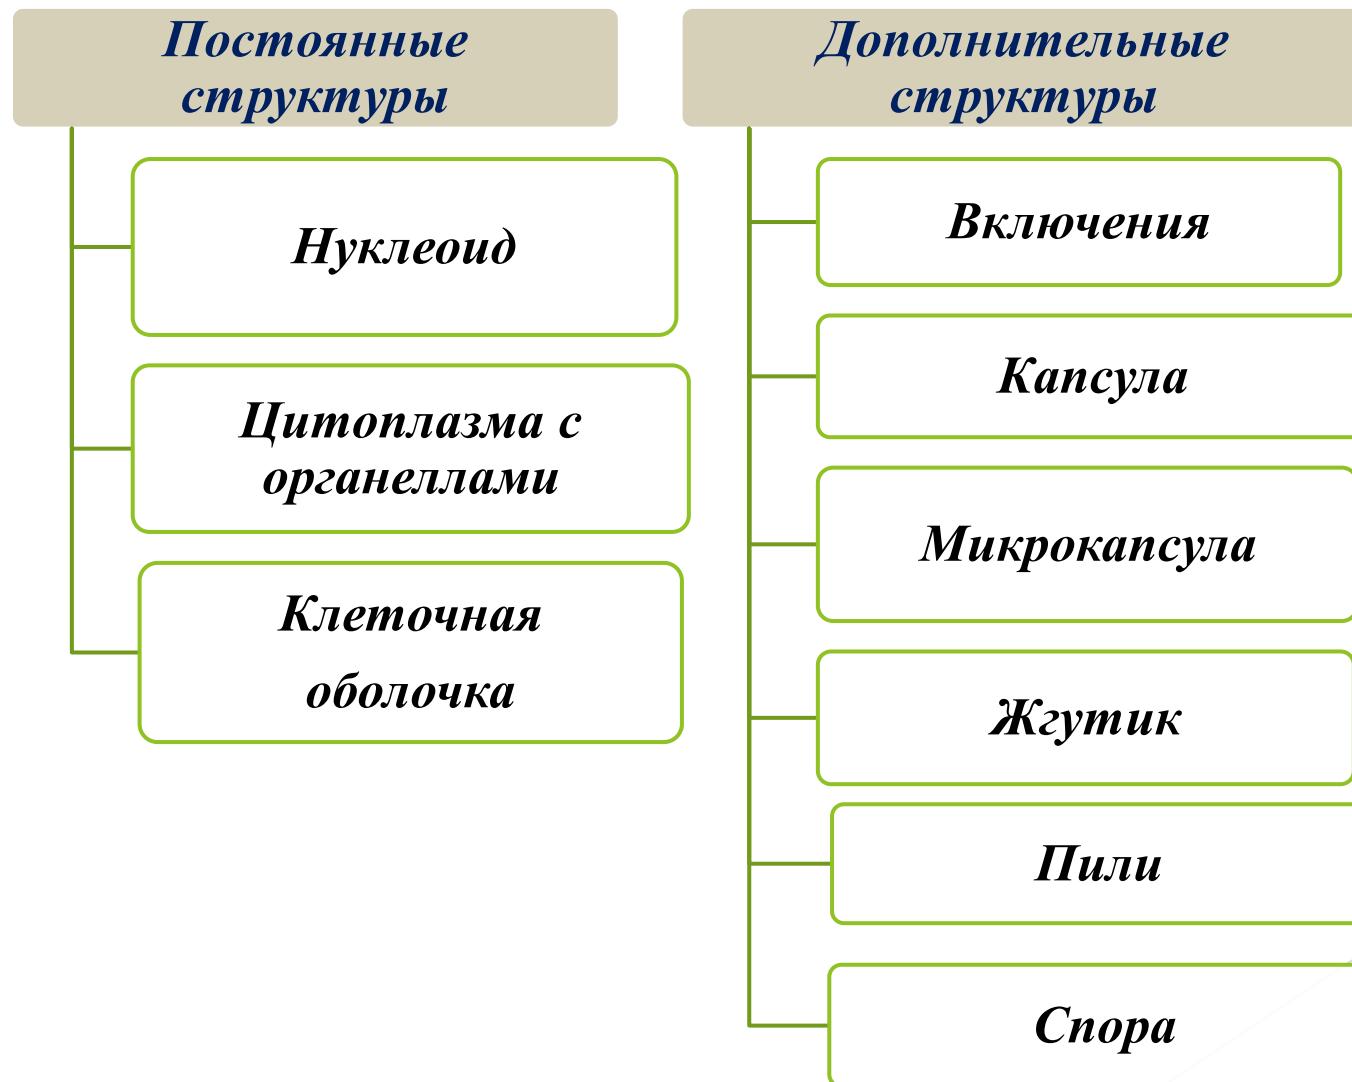 Постоянные
структуры
Нуклеоид
Цитоплазма с
органеллами
Клеточная
оболочка
Дополнительные
структуры
Включения
Капсула
Микрокапсула
Жгутик
Пили
Спора